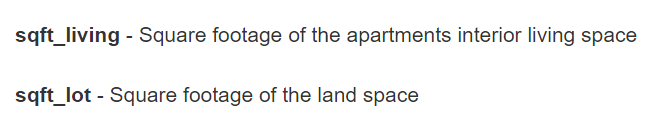 sqft_living - Square footage of the apartments interior living space
sqft_lot - Square footage of the land space